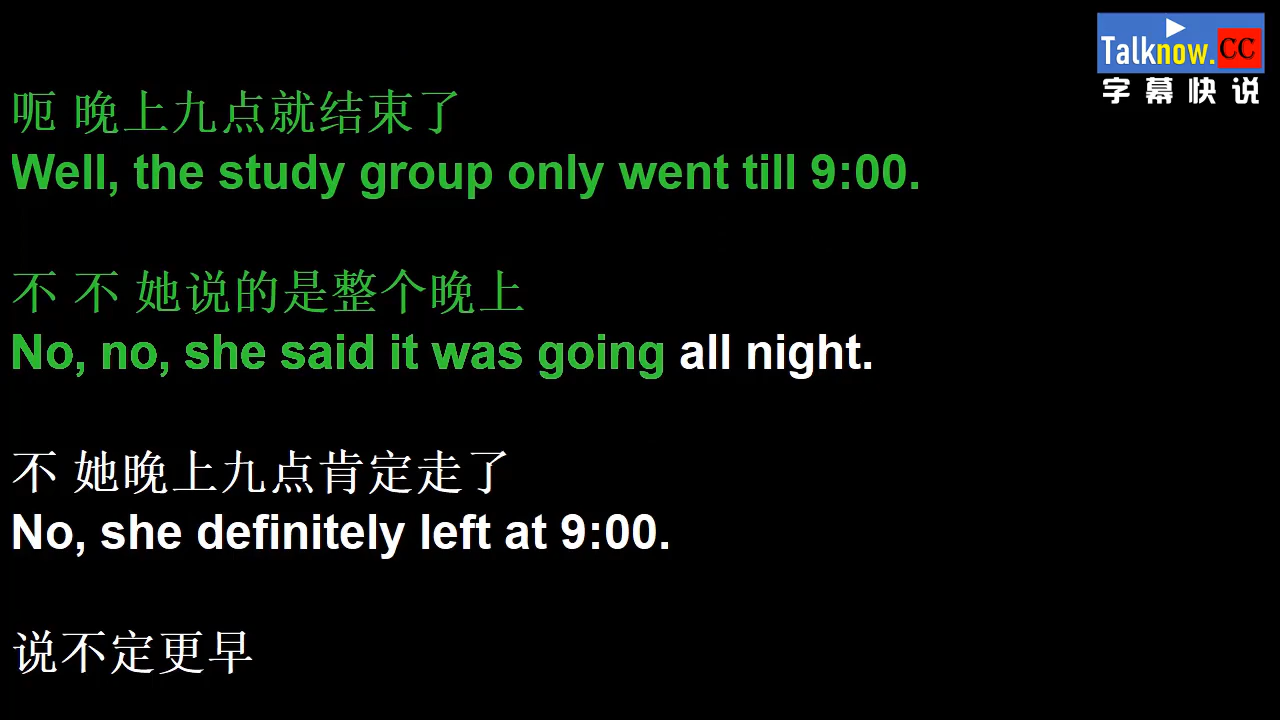 Talknow.CC
字幕快说
呃 晚上九点就结束了
Well, the study group only went till 9:00.
不 不 她说的是整个晚上
No, no, she said it was going all night.
不 她晚上九点肯定走了
No, she definitely left at 9:00.
说不定更早